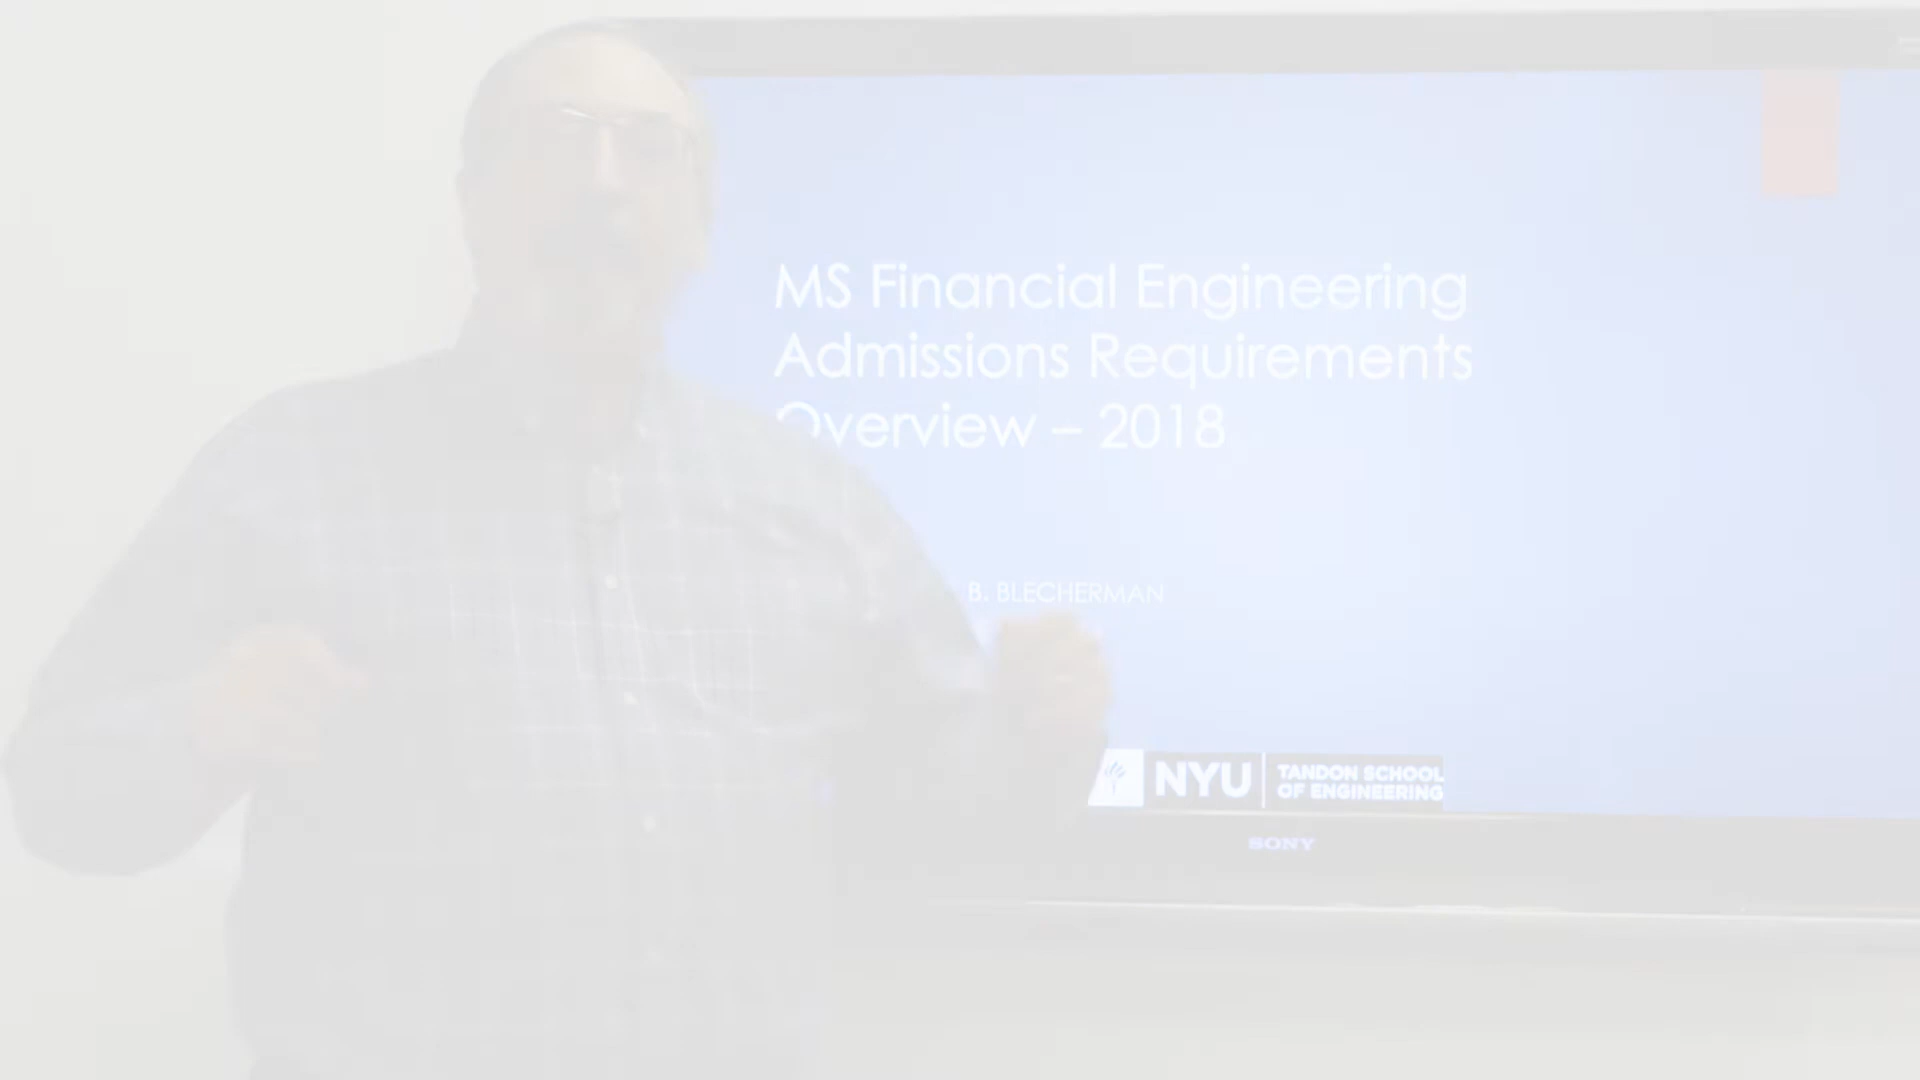 MS Financial Engineering
Admissions Requirements
Overview – 2018
B. BLECHERMAN
NYU TANDON SCHOOL
OF ENGINEERING
SONY